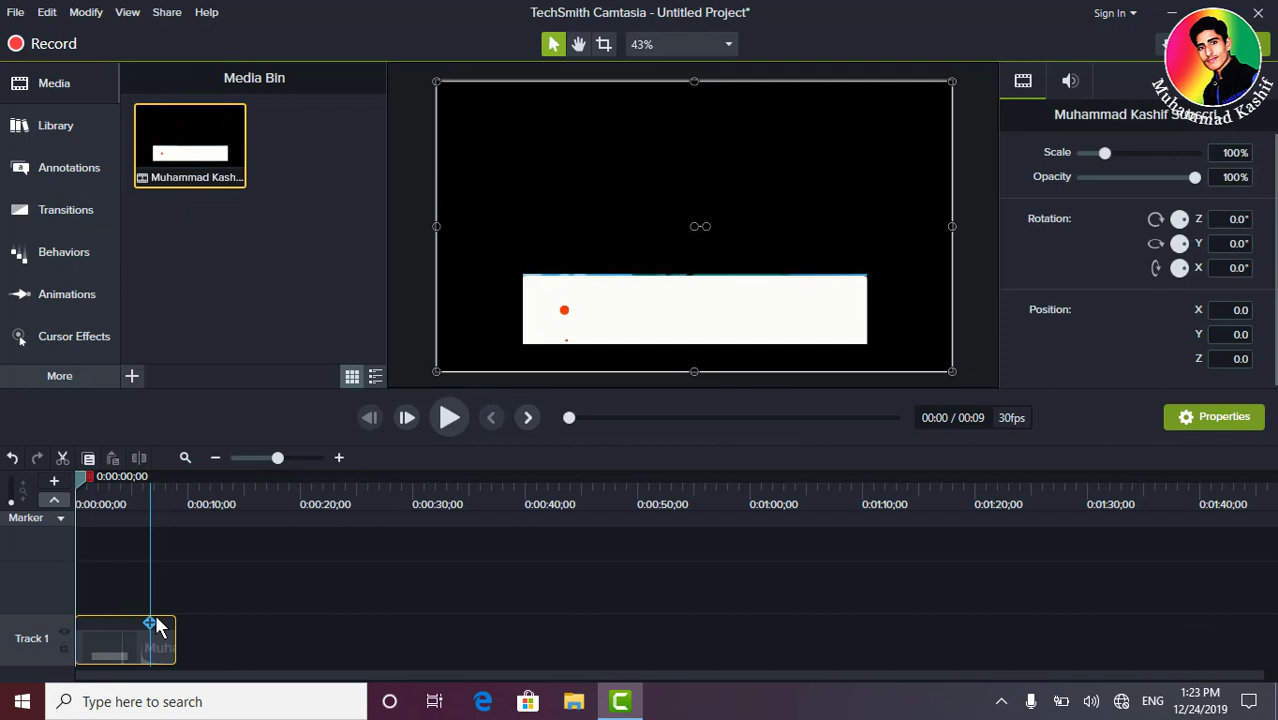 File Edit Modify View Share Help
TechSmith Camtasia - Untitled Project*
Sign In
Record
43%
Muhammad Kashif
Media
Media Bin
Library
Muhammad Kash...
Annotations
Transitions
Behaviors
Animations
Cursor Effects
More
Scale 100%
Opacity 100%
Rotation: Z 0.0°
Y 0.0°
X 0.0°
Position: X 0.0
Y 0.0
Z 0.0
00:00 / 00:09 30fps
Properties
0:00:00;00
0:00:00;00 0:00:10;00 0:00:20;00 0:00:30;00 0:00:40;00 0:00:50;00 0:01:00;00 0:01:10;00 0:01:20;00 0:01:30;00 0:01:40;00
Marker
Track 1
Muha
Type here to search
ENG
1:23 PM
12/24/2019